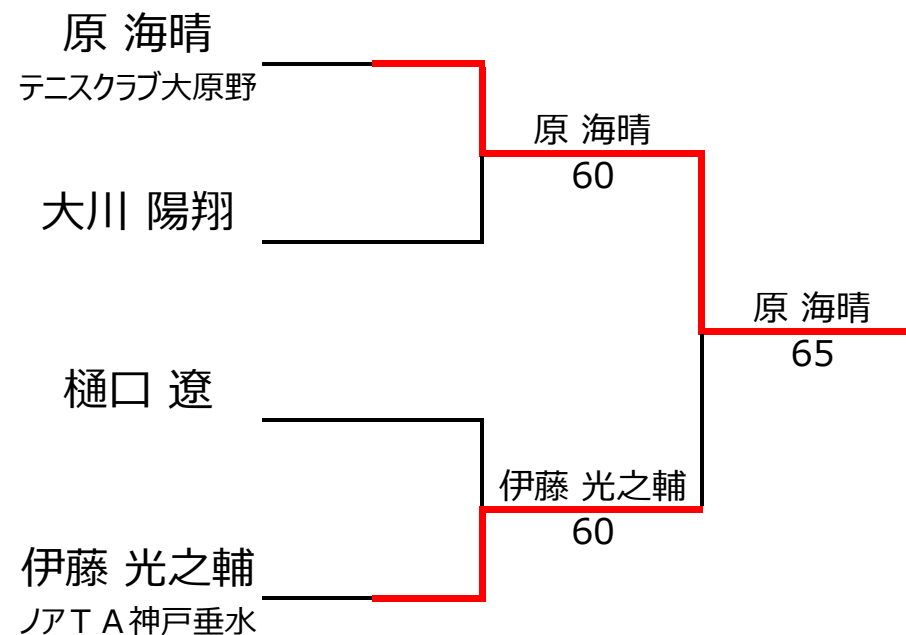 原 海晴
テニスクラブ大原野
原 海晴
60
大川 陽翔
原 海晴
65
樋口 遼
伊藤 光之輔
60
伊藤 光之輔
ノアＴＡ神戸垂水